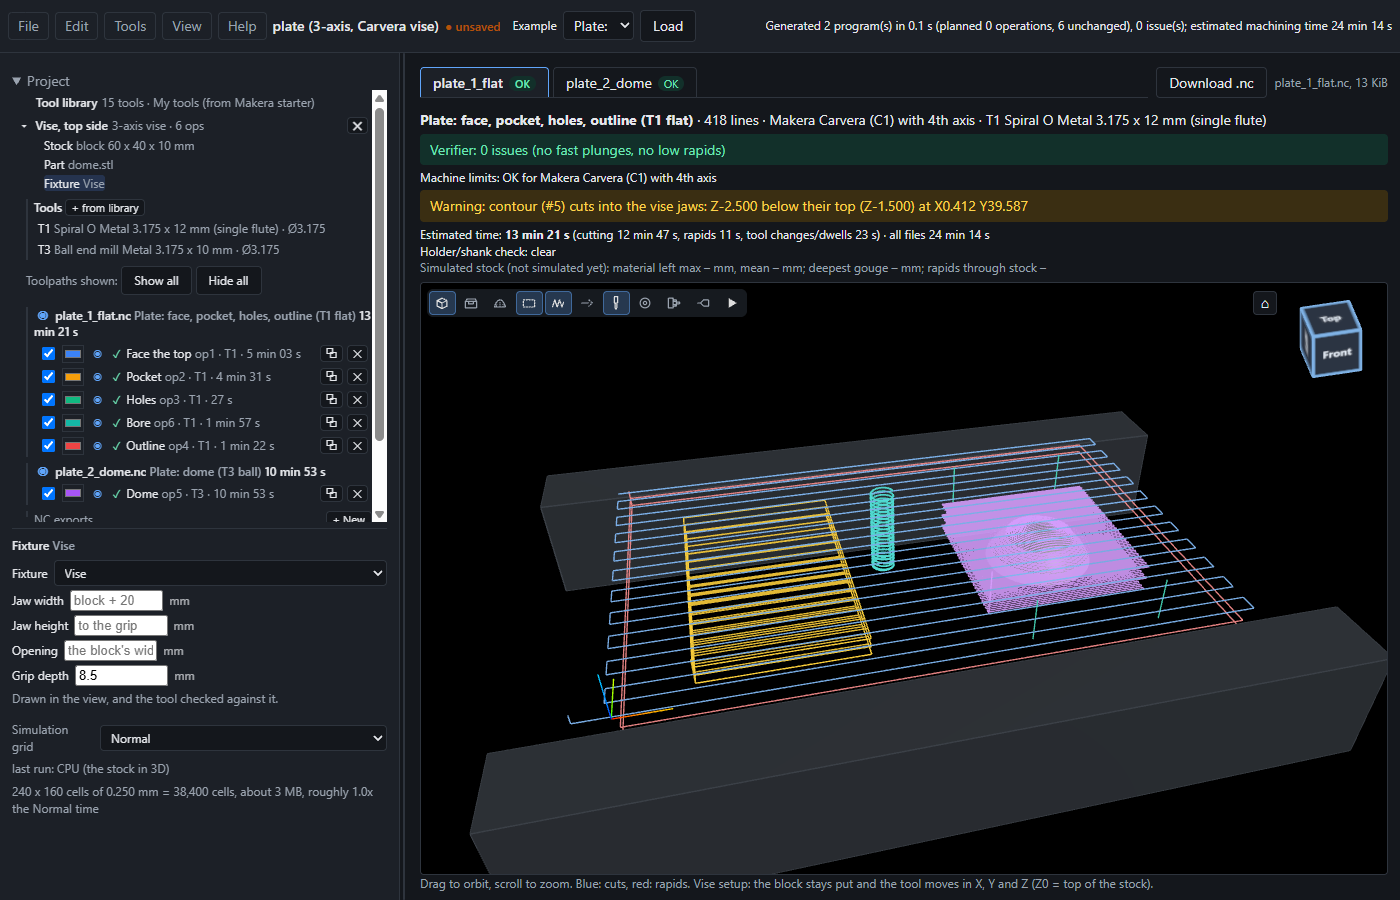 File Edit Tools View Help plate (3-axis, Carvera vise) ● unsaved Example Plate: Load Generated 2 program(s) in 0.1 s (planned 0 operations, 6 unchanged), 0 issue(s); estimated machining time 24 min 14 s
Project
Tool library 15 tools · My tools (from Makera starter)
Vise, top side 3-axis vise · 6 ops
Stock block 60 x 40 x 10 mm
Part dome.stl
Fixture Vise
Tools + from library
T1 Spiral O Metal 3.175 x 12 mm (single flute) · Ø3.175
T3 Ball end mill Metal 3.175 x 10 mm · Ø3.175
Toolpaths shown: Show all Hide all
plate_1_flat.nc Plate: face, pocket, holes, outline (T1 flat) 13
min 21 s
Face the top op1 · T1 · 5 min 03 s
Pocket op2 · T1 · 4 min 31 s
Holes op3 · T1 · 27 s
Bore op6 · T1 · 1 min 57 s
Outline op4 · T1 · 1 min 22 s
plate_2_dome.nc Plate: dome (T3 ball) 10 min 53 s
Dome op5 · T3 · 10 min 53 s
NC exports + New
Fixture Vise
Fixture Vise
Jaw width block + 20 mm
Jaw height to the grip mm
Opening the block's wid mm
Grip depth 8.5 mm
Drawn in the view, and the tool checked against it.
Simulation
grid Normal
last run: CPU (the stock in 3D)
240 x 160 cells of 0.250 mm = 38,400 cells, about 3 MB, roughly 1.0x
the Normal time
plate_1_flat OK plate_2_dome OK Download .nc plate_1_flat.nc, 13 KiB
Plate: face, pocket, holes, outline (T1 flat) · 418 lines · Makera Carvera (C1) with 4th axis · T1 Spiral O Metal 3.175 x 12 mm (single flute)
Verifier: 0 issues (no fast plunges, no low rapids)
Machine limits: OK for Makera Carvera (C1) with 4th axis
Warning: contour (#5) cuts into the vise jaws: Z-2.500 below their top (Z-1.500) at X0.412 Y39.587
Estimated time: 13 min 21 s (cutting 12 min 47 s, rapids 11 s, tool changes/dwells 23 s) · all files 24 min 14 s
Holder/shank check: clear
Simulated stock (not simulated yet): material left max – mm, mean – mm; deepest gouge – mm; rapids through stock –
Top
Front
Drag to orbit, scroll to zoom. Blue: cuts, red: rapids. Vise setup: the block stays put and the tool moves in X, Y and Z (Z0 = top of the stock).